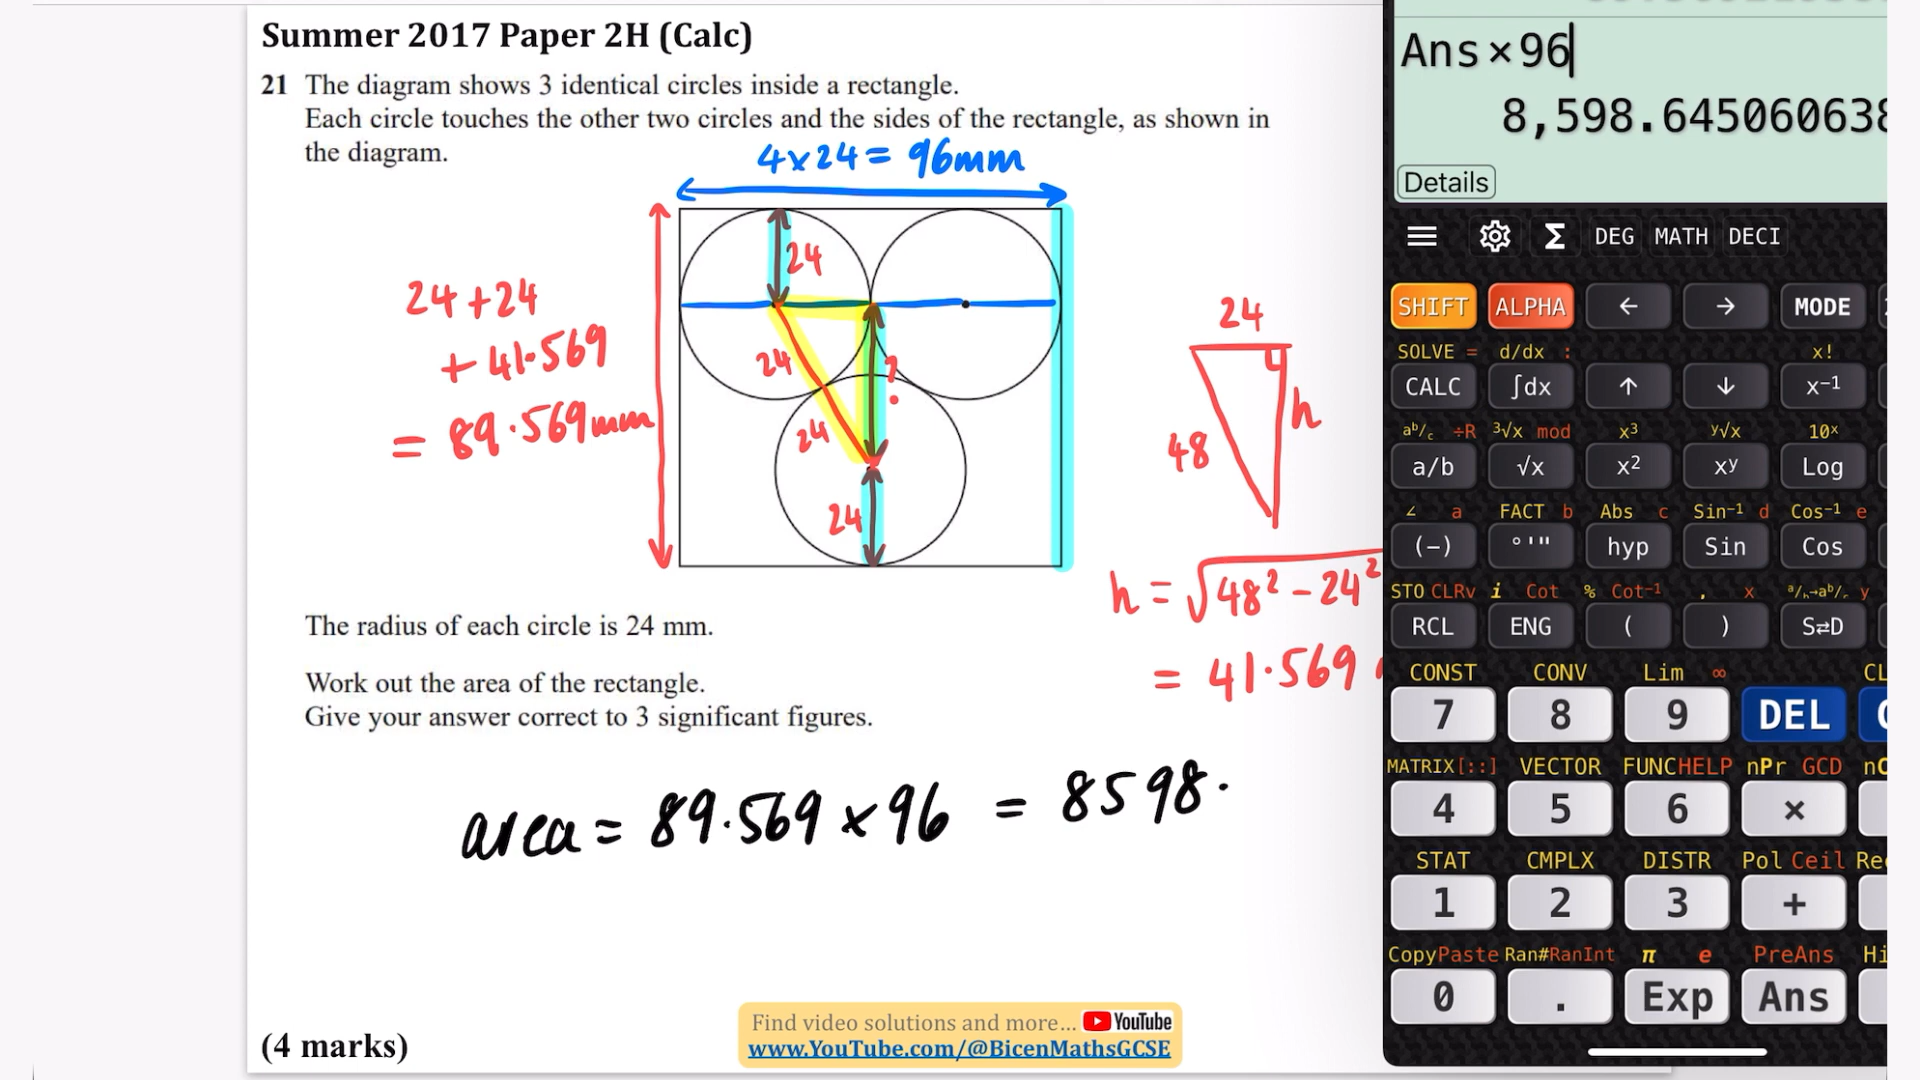 Summer 2017 Paper 2H (Calc)
21 The diagram shows 3 identical circles inside a rectangle.
Each circle touches the other two circles and the sides of the rectangle, as shown in
the diagram.
4×24 = 96mm
24
24
24
?
24
24+24
+ 41.569
= 89.569mm
24
48
h
h = √48² - 24²
= 41.569
The radius of each circle is 24 mm.
Work out the area of the rectangle.
Give your answer correct to 3 significant figures.
area = 89.569 × 96 = 8598.
(4 marks)
Find video solutions and more... YouTube
www.YouTube.com/@BicenMathsGCSE
Ans×96
8,598.645060638
Details
DEG MATH DECI
SHIFT ALPHA ← → MODE
SOLVE = d/dx : x!
CALC ∫dx ↑ ↓ x⁻¹
aᵇ/c ÷R ³√x mod x³ ʸ√x 10ˣ
a/b √x x² xʸ Log
∠ a FACT b Abs c Sin⁻¹ d Cos⁻¹ e
(−) °'" hyp Sin Cos
STO CLRv i Cot % Cot⁻¹ , x y
RCL ENG ( ) S⇄D
CONST CONV Lim ∞ CL
7 8 9 DEL
MATRIX[::] VECTOR FUNC HELP nPr GCD
4 5 6 ×
STAT CMPLX DISTR Pol Ceil Re
1 2 3 +
Copy Paste Ran# RanInt π e PreAns Hi
0 . Exp Ans